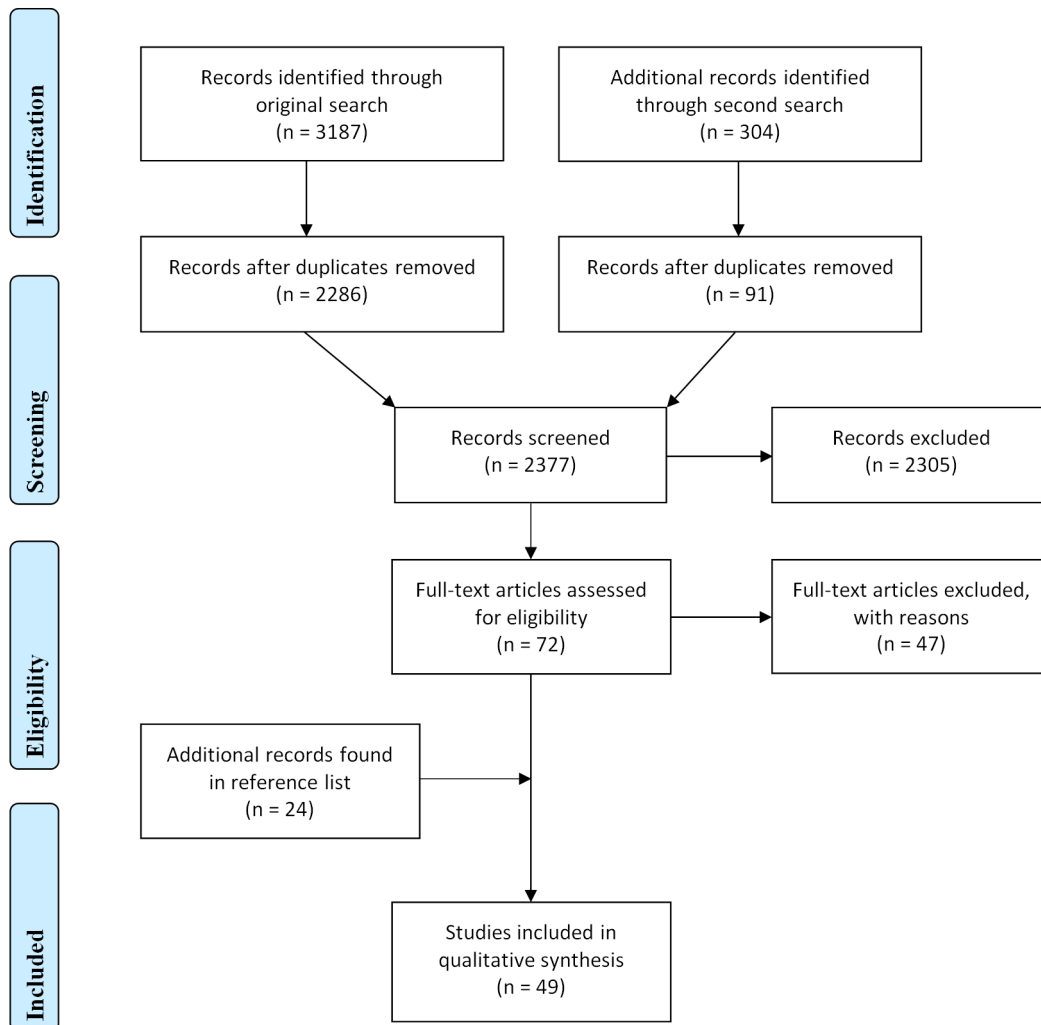 Identification
Records identified through
original search
(n = 3187)
Additional records identified
through second search
(n = 304)
Records after duplicates removed
(n = 2286)
Records after duplicates removed
(n = 91)
Screening
Records screened
(n = 2377)
Records excluded
(n = 2305)
Eligibility
Full-text articles assessed
for eligibility
(n = 72)
Full-text articles excluded,
with reasons
(n = 47)
Additional records found
in reference list
(n = 24)
Included
Studies included in
qualitative synthesis
(n = 49)